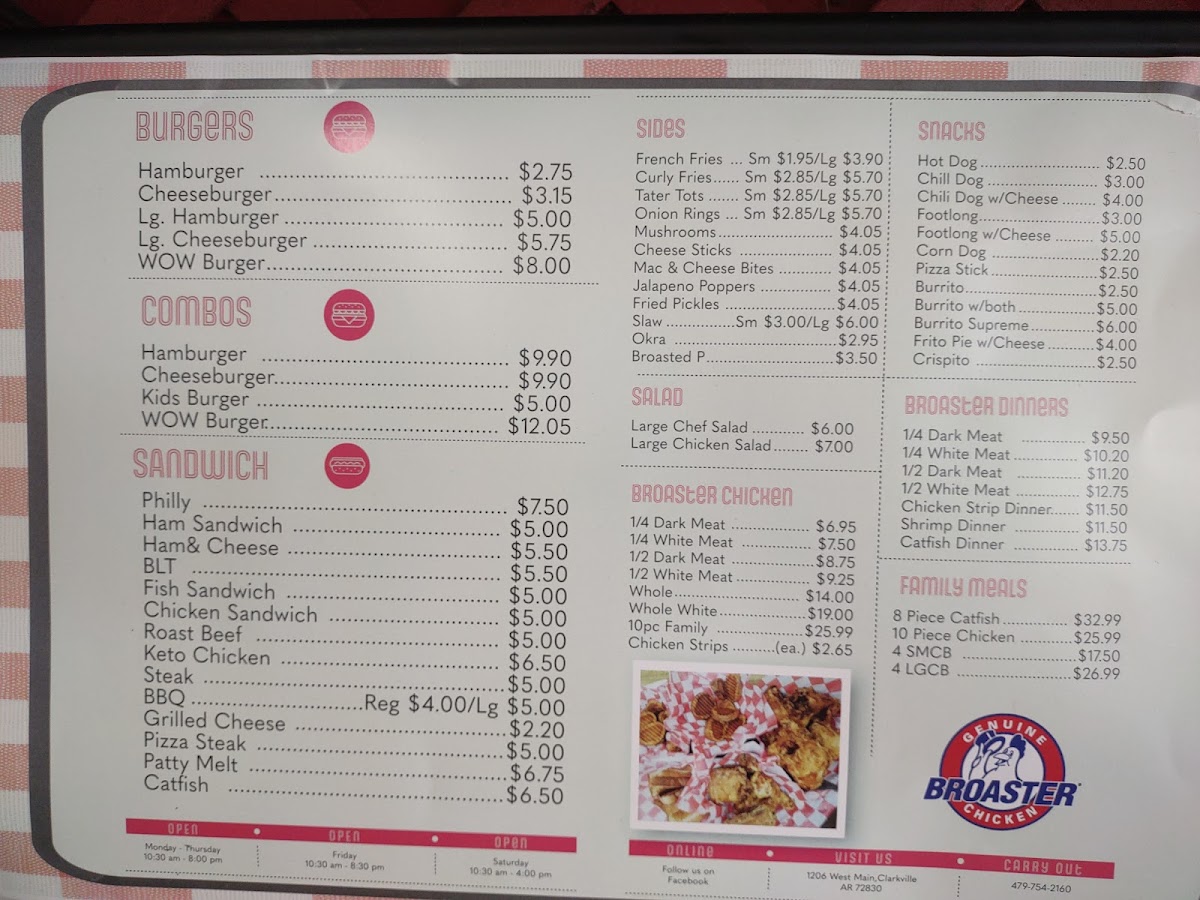 BURGERS
Hamburger ........ $2.75
Cheeseburger ........ $3.15
Lg. Hamburger ........ $5.00
Lg. Cheeseburger ........ $5.75
WOW Burger ........ $8.00
COMBOS
Hamburger ........ $9.90
Cheeseburger ........ $9.90
Kids Burger ........ $5.00
WOW Burger ........ $12.05
SANDWICH
Philly ........ $7.50
Ham Sandwich ........ $5.00
Ham& Cheese ........ $5.50
BLT ........ $5.50
Fish Sandwich ........ $5.00
Chicken Sandwich ........ $5.00
Roast Beef ........ $5.00
Keto Chicken ........ $6.50
Steak ........ $5.00
BBQ ........ Reg $4.00/Lg $5.00
Grilled Cheese ........ $2.20
Pizza Steak ........ $5.00
Patty Melt ........ $6.75
Catfish ........ $6.50
OPEN
Monday - Thursday
10:30 am - 8:00 pm
OPEN
Friday
10:30 am - 8:30 pm
OPEN
Saturday
10:30 am - 4:00 pm
SIDES
French Fries ... Sm $1.95/Lg $3.90
Curly Fries...... Sm $2.85/Lg $5.70
Tater Tots ....... Sm $2.85/Lg $5.70
Onion Rings ... Sm $2.85/Lg $5.70
Mushrooms ........ $4.05
Cheese Sticks ........ $4.05
Mac & Cheese Bites ........ $4.05
Jalapeno Poppers ........ $4.05
Fried Pickles ........ $4.05
Slaw ........ Sm $3.00/Lg $6.00
Okra ........ $2.95
Broasted P ........ $3.50
SALAD
Large Chef Salad ........ $6.00
Large Chicken Salad ........ $7.00
BROASTER CHICKEN
1/4 Dark Meat ........ $6.95
1/4 White Meat ........ $7.50
1/2 Dark Meat ........ $8.75
1/2 White Meat ........ $9.25
Whole ........ $14.00
Whole White ........ $19.00
10pc Family ........ $25.99
Chicken Strips ..........(ea.) $2.65
SNACKS
Hot Dog ........ $2.50
Chill Dog ........ $3.00
Chili Dog w/Cheese ........ $4.00
Footlong ........ $3.00
Footlong w/Cheese ........ $5.00
Corn Dog ........ $2.20
Pizza Stick ........ $2.50
Burrito ........ $2.50
Burrito w/both ........ $5.00
Burrito Supreme ........ $6.00
Frito Pie w/Cheese ........ $4.00
Crispito ........ $2.50
BROASTER DINNERS
1/4 Dark Meat ........ $9.50
1/4 White Meat ........ $10.20
1/2 Dark Meat ........ $11.20
1/2 White Meat ........ $12.75
Chicken Strip Dinner ........ $11.50
Shrimp Dinner ........ $11.50
Catfish Dinner ........ $13.75
FAMILY MEALS
8 Piece Catfish ........ $32.99
10 Piece Chicken ........ $25.99
4 SMCB ........ $17.50
4 LGCB ........ $26.99
GENUINE
BROASTER
CHICKEN
ONLINE
Follow us on
Facebook
VISIT US
1206 West Main,Clarkville
AR 72830
CARRY OUT
479-754-2160